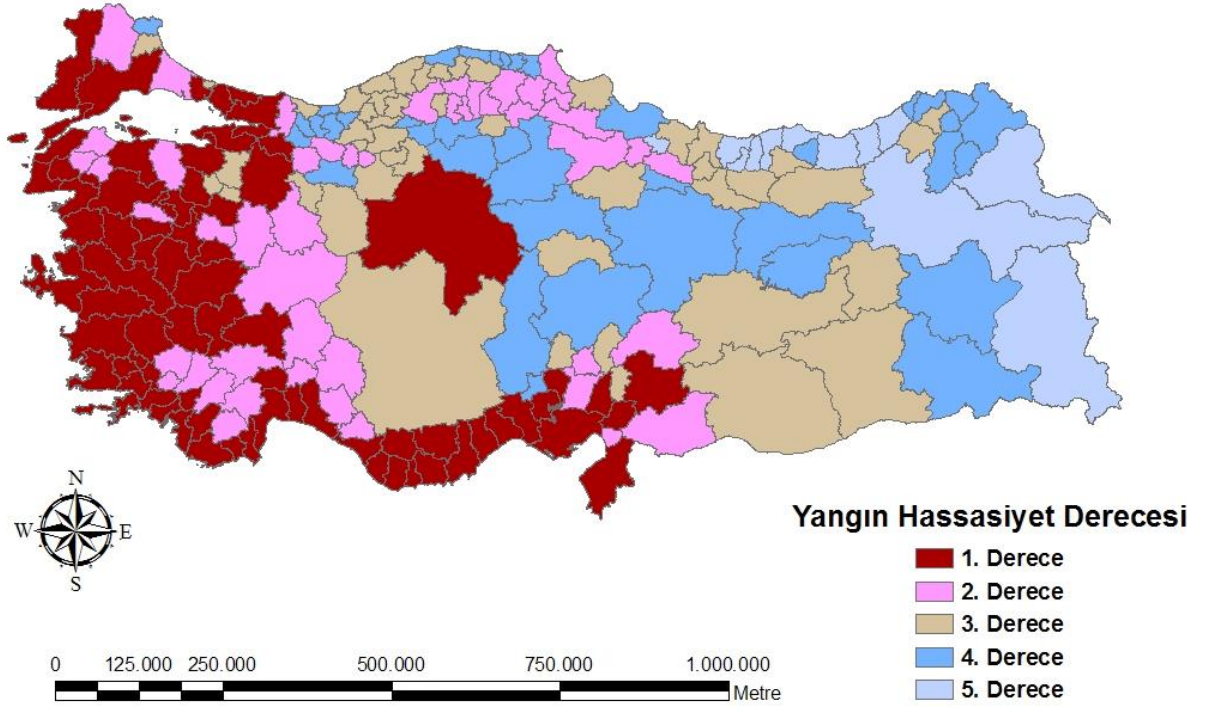 N
W E
S
Yangın Hassasiyet Derecesi
1. Derece
2. Derece
3. Derece
4. Derece
5. Derece
0 125.000 250.000 500.000 750.000 1.000.000
Metre